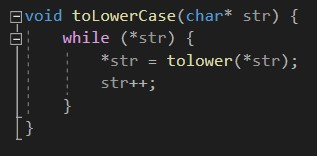 void toLowerCase(char* str) {
    while (*str) {
        *str = tolower(*str);
        str++;
    }
}